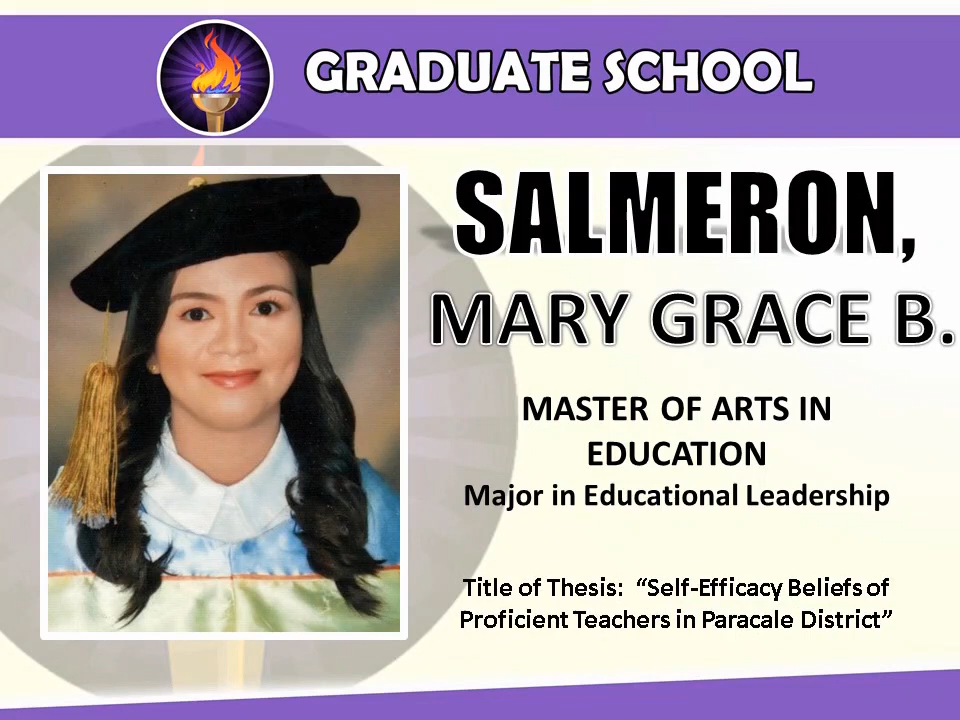 GRADUATE SCHOOL
SALMERON,
MARY GRACE B.
MASTER OF ARTS IN
EDUCATION
Major in Educational Leadership
Title of Thesis: “Self-Efficacy Beliefs of
Proficient Teachers in Paracale District”